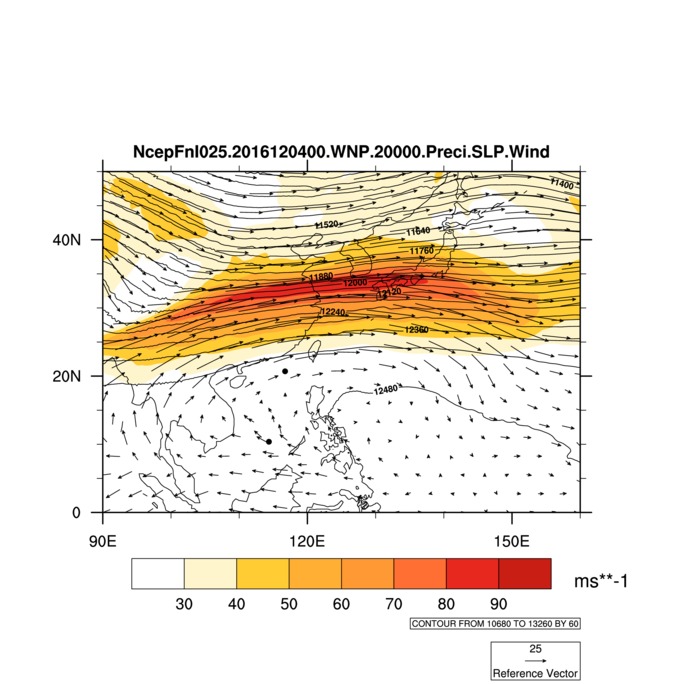 NcepFnl025.2016120400.WNP.20000.Preci.SLP.Wind
11400
11520
11640
40N
11760
11880
12000
12120
12240
12360
20N
12480
0
90E 120E 150E
ms**-1
30 40 50 60 70 80 90
CONTOUR FROM 10680 TO 13260 BY 60
25
Reference Vector